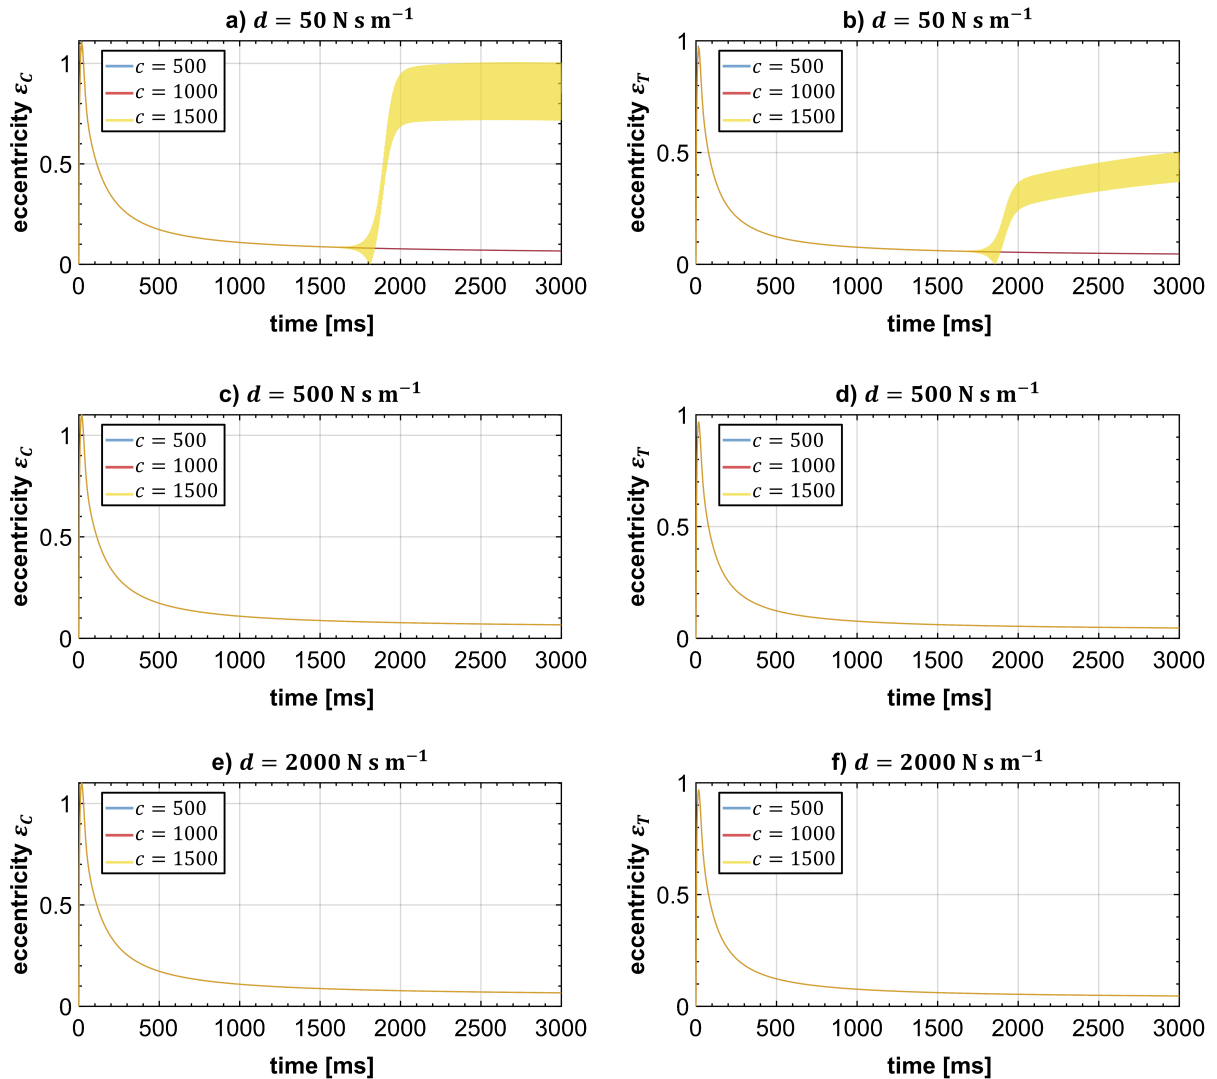 a) d = 50 N s m⁻¹
eccentricity ε_C
1
0.5
0
c = 500
c = 1000
c = 1500
0 500 1000 1500 2000 2500 3000
time [ms]
b) d = 50 N s m⁻¹
eccentricity ε_T
1
0.5
0
c = 500
c = 1000
c = 1500
0 500 1000 1500 2000 2500 3000
time [ms]
c) d = 500 N s m⁻¹
eccentricity ε_C
1
0.5
0
c = 500
c = 1000
c = 1500
0 500 1000 1500 2000 2500 3000
time [ms]
d) d = 500 N s m⁻¹
eccentricity ε_T
1
0.5
0
c = 500
c = 1000
c = 1500
0 500 1000 1500 2000 2500 3000
time [ms]
e) d = 2000 N s m⁻¹
eccentricity ε_C
1
0.5
0
c = 500
c = 1000
c = 1500
0 500 1000 1500 2000 2500 3000
time [ms]
f) d = 2000 N s m⁻¹
eccentricity ε_T
1
0.5
0
c = 500
c = 1000
c = 1500
0 500 1000 1500 2000 2500 3000
time [ms]